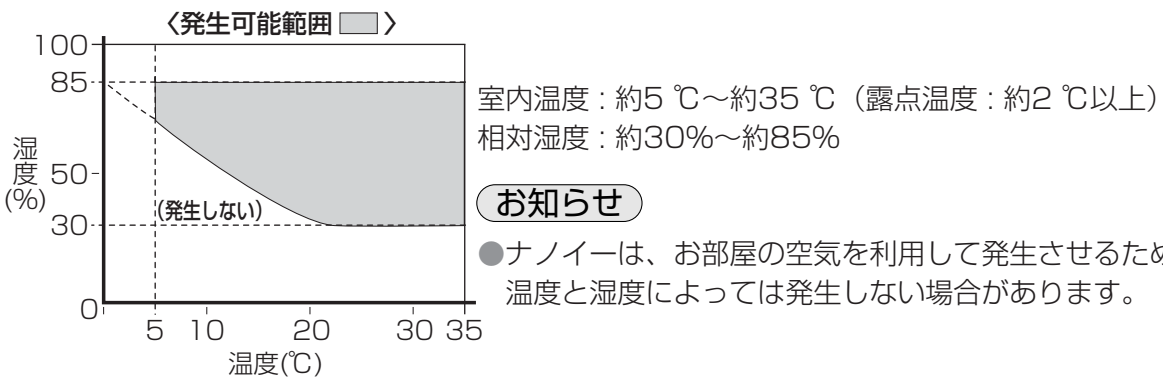 〈発生可能範囲 〉
100
85
50
30
0
湿度(%)
(発生しない)
5 10 20 30 35
温度(℃)
室内温度:約5 ℃〜約35 ℃(露点温度:約2 ℃以上)
相対湿度:約30%〜約85%
お知らせ
●ナノイーは、お部屋の空気を利用して発生させるため
温度と湿度によっては発生しない場合があります。